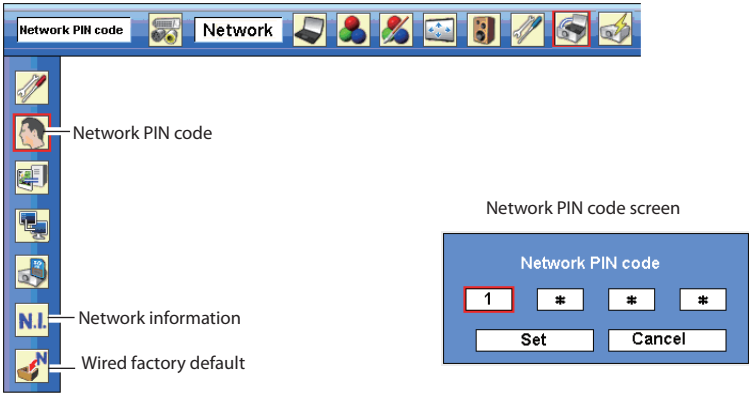 Network PIN code
Network
Network PIN code
Network PIN code screen
Network PIN code
1 * * *
Set Cancel
N.I.
Network information
N
Wired factory default